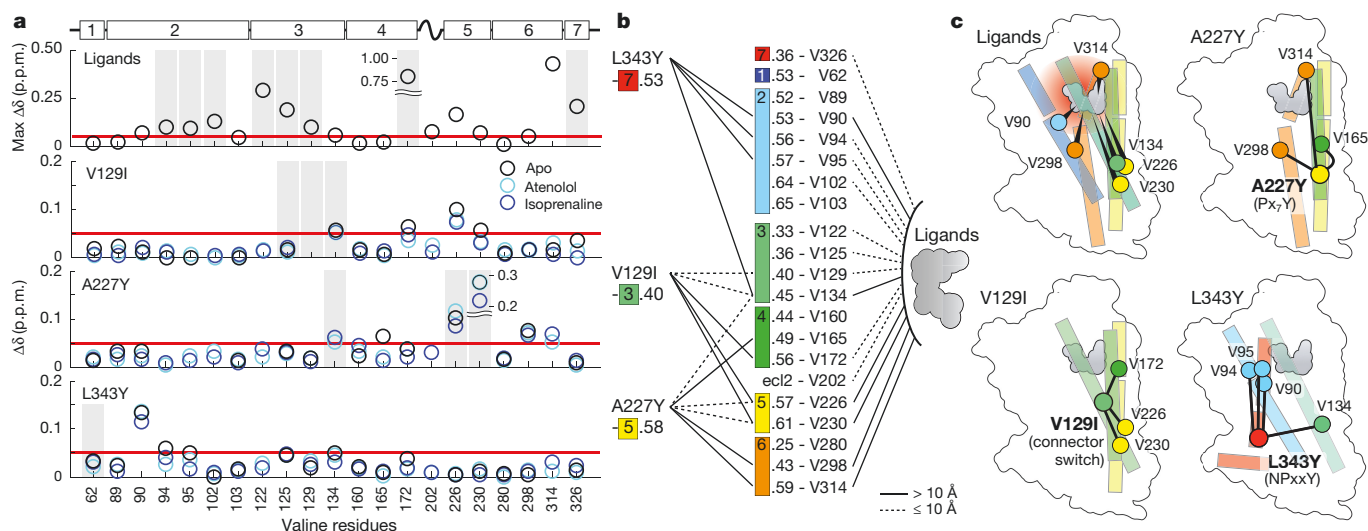 a
1 2 3 4 5 6 7
Max Δδ (p.p.m.)
0.50
0.25
0
Ligands
1.00
0.75
0.2
0.1
0
V129I
Apo
Atenolol
Isoprenaline
Δδ (p.p.m.)
0.2
0.1
0
A227Y
0.3
0.2
0.2
0.1
0
L343Y
62 89 90 94 95 102 103 122 125 129 134 160 165 172 202 226 230 280 298 314 326
Valine residues
b
L343Y
-7.53
V129I
-3.40
A227Y
-5.58
7 .36 - V326
1 .53 - V62
2 .52 - V89
.53 - V90
.56 - V94
.57 - V95
.64 - V102
.65 - V103
3 .33 - V122
.36 - V125
.40 - V129
.45 - V134
4 .44 - V160
.49 - V165
.56 - V172
ecl2 - V202
5 .57 - V226
.61 - V230
6 .25 - V280
.43 - V298
.59 - V314
Ligands
> 10 Å
≤ 10 Å
c
Ligands
V314
V90
V298
V134
V226
V230
A227Y
V314
V298
V165
A227Y
(Px₇Y)
V129I
V172
V129I
(connector
switch)
V226
V230
L343Y
V95
V94
V90
V134
L343Y
(NPxxY)